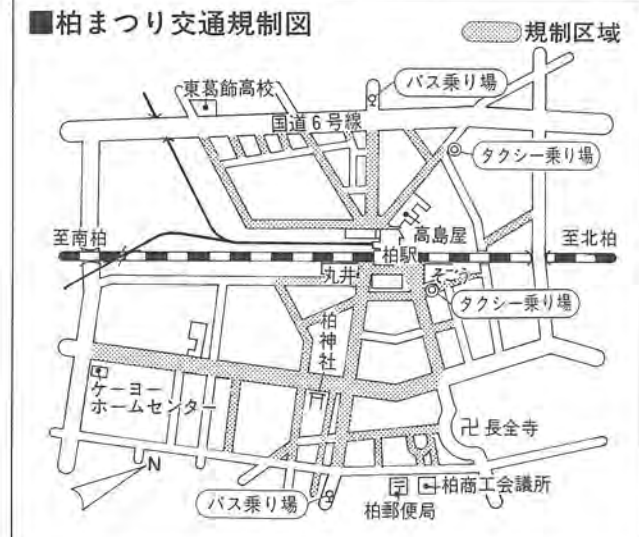 ■柏まつり交通規制図
規制区域
東葛飾高校
バス乗り場
国道6号線
タクシー乗り場
高島屋
至南柏
柏駅
至北柏
丸井
そごう
タクシー乗り場
柏神社
ケーヨー
ホームセンター
卍長全寺
N
バス乗り場
柏商工会議所
柏郵便局